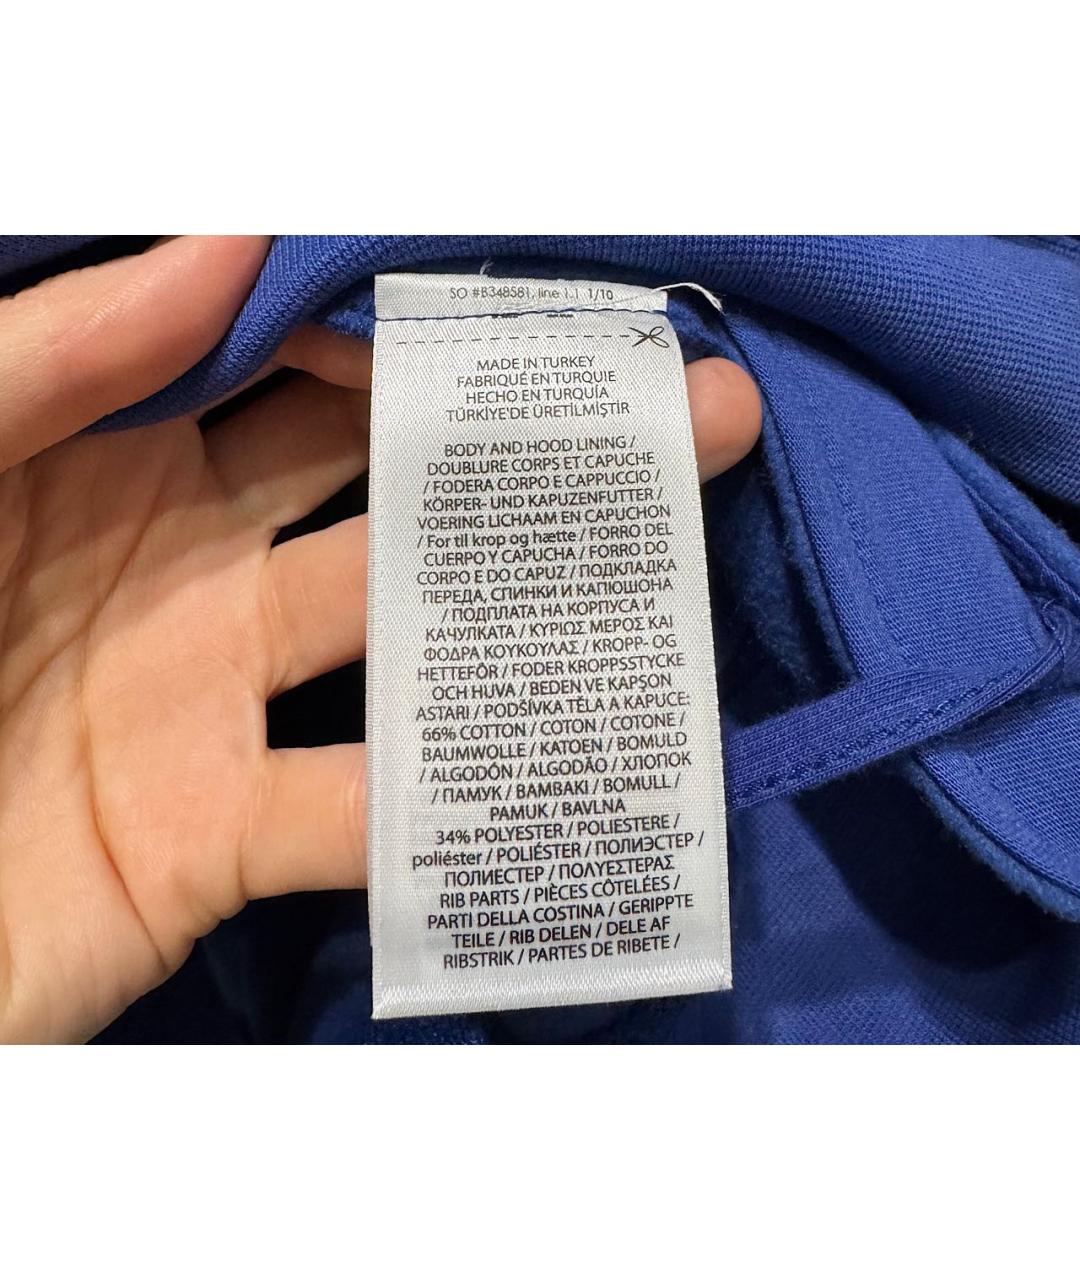 SO #B348581, line 1.1 1/10
MADE IN TURKEY
FABRIQUÉ EN TURQUIE
HECHO EN TURQUÍA
TÜRKİYE'DE ÜRETİLMİŞTİR
BODY AND HOOD LINING /
DOUBLURE CORPS ET CAPUCHE
/ FODERA CORPO E CAPPUCCIO /
KÖRPER- UND KAPUZENFUTTER /
VOERING LICHAAM EN CAPUCHON
/ For til krop og hætte / FORRO DEL
CUERPO Y CAPUCHA / FORRO DO
CORPO E DO CAPUZ / ПОДКЛАДКА
ПЕРЕДА, СПИНКИ И КАПЮШОНА
/ ПОДПЛАТА НА КОРПУСА И
КАЧУЛКАТА / ΚΥΡΙΩΣ ΜΕΡΟΣ ΚΑΙ
ΦΟΔΡΑ ΚΟΥΚΟΥΛΑΣ / KROPP- OG
HETTEFÔR / FODER KROPPSSTYCKE
OCH HUVA / BEDEN VE KAPŞON
ASTARI / PODŠÍVKA TĚLA A KAPUCE:
66% COTTON / COTON / COTONE /
BAUMWOLLE / KATOEN / BOMULD
/ ALGODÓN / ALGODÃO / ХЛОПОК
/ ПАМУК / ΒΑΜΒΑΚΙ / BOMULL /
PAMUK / BAVLNA
34% POLYESTER / POLIESTERE /
poliéster / POLIÉSTER / ПОЛИЭСТЕР /
ПОЛИЕСТЕР / ΠΟΛΥΕΣΤΕΡΑΣ
RIB PARTS / PIÈCES CÔTELÉES /
PARTI DELLA COSTINA / GERIPPTE
TEILE / RIB DELEN / DELE AF
RIBSTRIK / PARTES DE RIBETE /